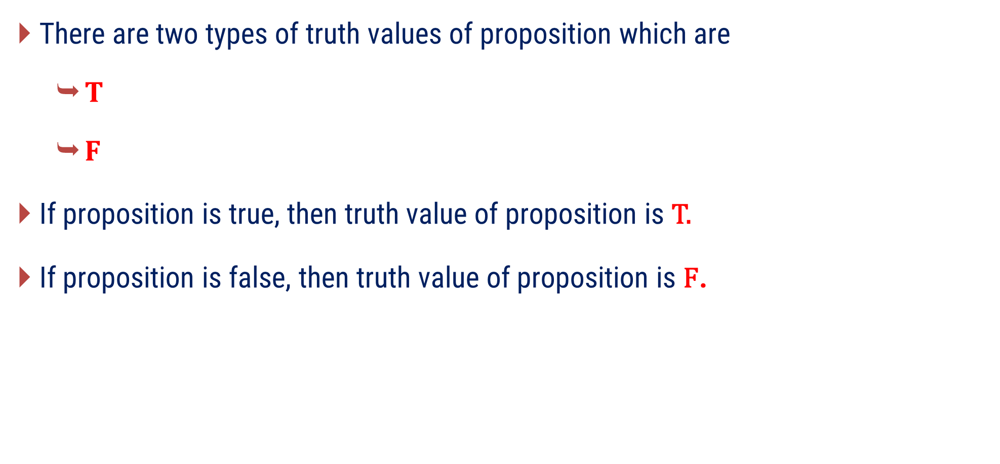 There are two types of truth values of proposition which are
T
F
If proposition is true, then truth value of proposition is T.
If proposition is false, then truth value of proposition is F.